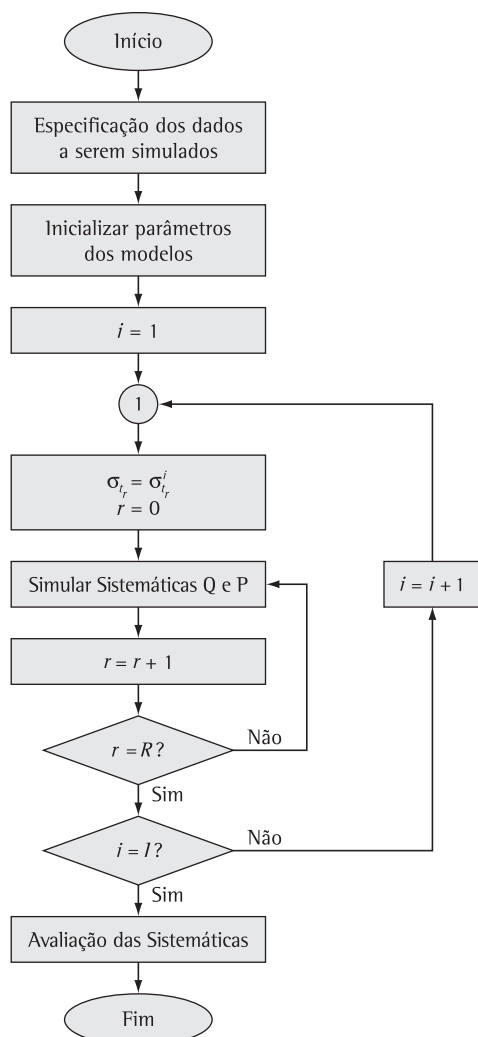 Início
Especificação dos dados
a serem simulados
Inicializar parâmetros
dos modelos
i = 1
1
σ_{t_r} = σ_{t_r}^i
r = 0
Simular Sistemáticas Q e P
i = i + 1
r = r + 1
r = R?
Não
Sim
i = I?
Não
Sim
Avaliação das Sistemáticas
Fim